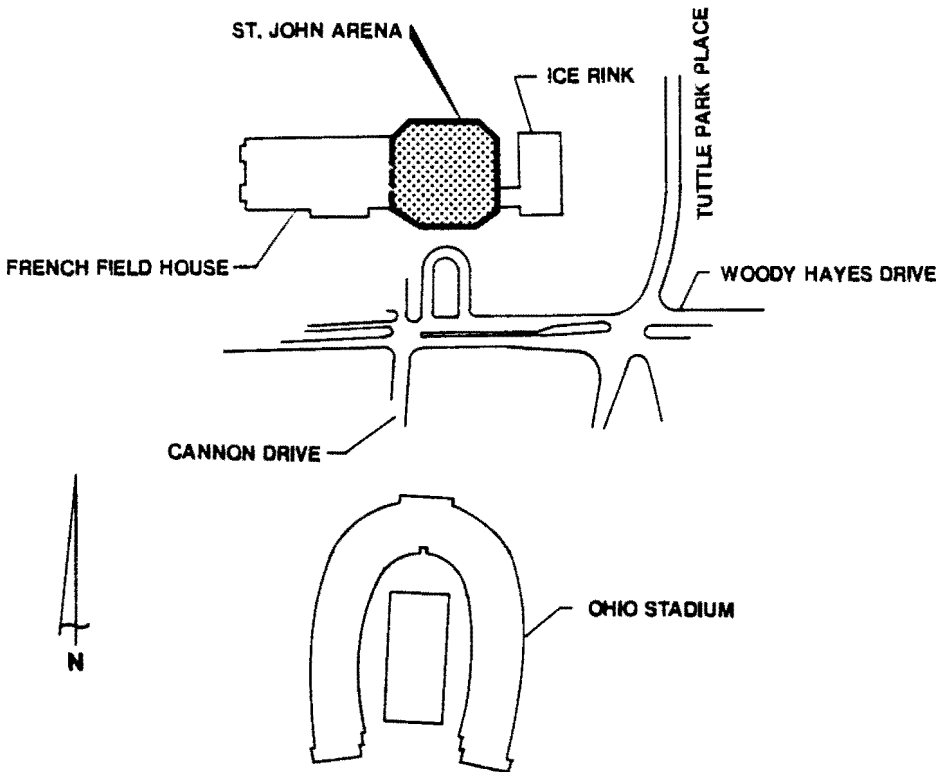 ST. JOHN ARENA
ICE RINK
TUTTLE PARK PLACE
FRENCH FIELD HOUSE
WOODY HAYES DRIVE
CANNON DRIVE
OHIO STADIUM
N